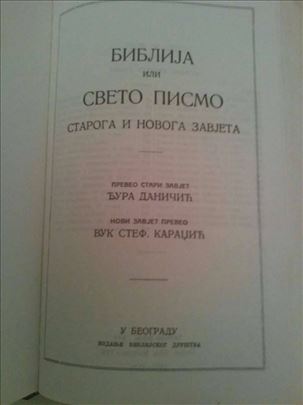 БИБЛИЈА
ИЛИ
СВЕТО ПИСМО
СТАРОГА И НОВОГА ЗАВЈЕТА
ПРЕВЕО СТАРИ ЗАВЈЕТ
ЂУРА ДАНИЧИЋ
НОВИ ЗАВЈЕТ ПРЕВЕО
ВУК СТЕФ. КАРАЏИЋ
У БЕОГРАДУ
ИЗДАЊЕ БИБЛИЈСКОГ ДРУШТВА